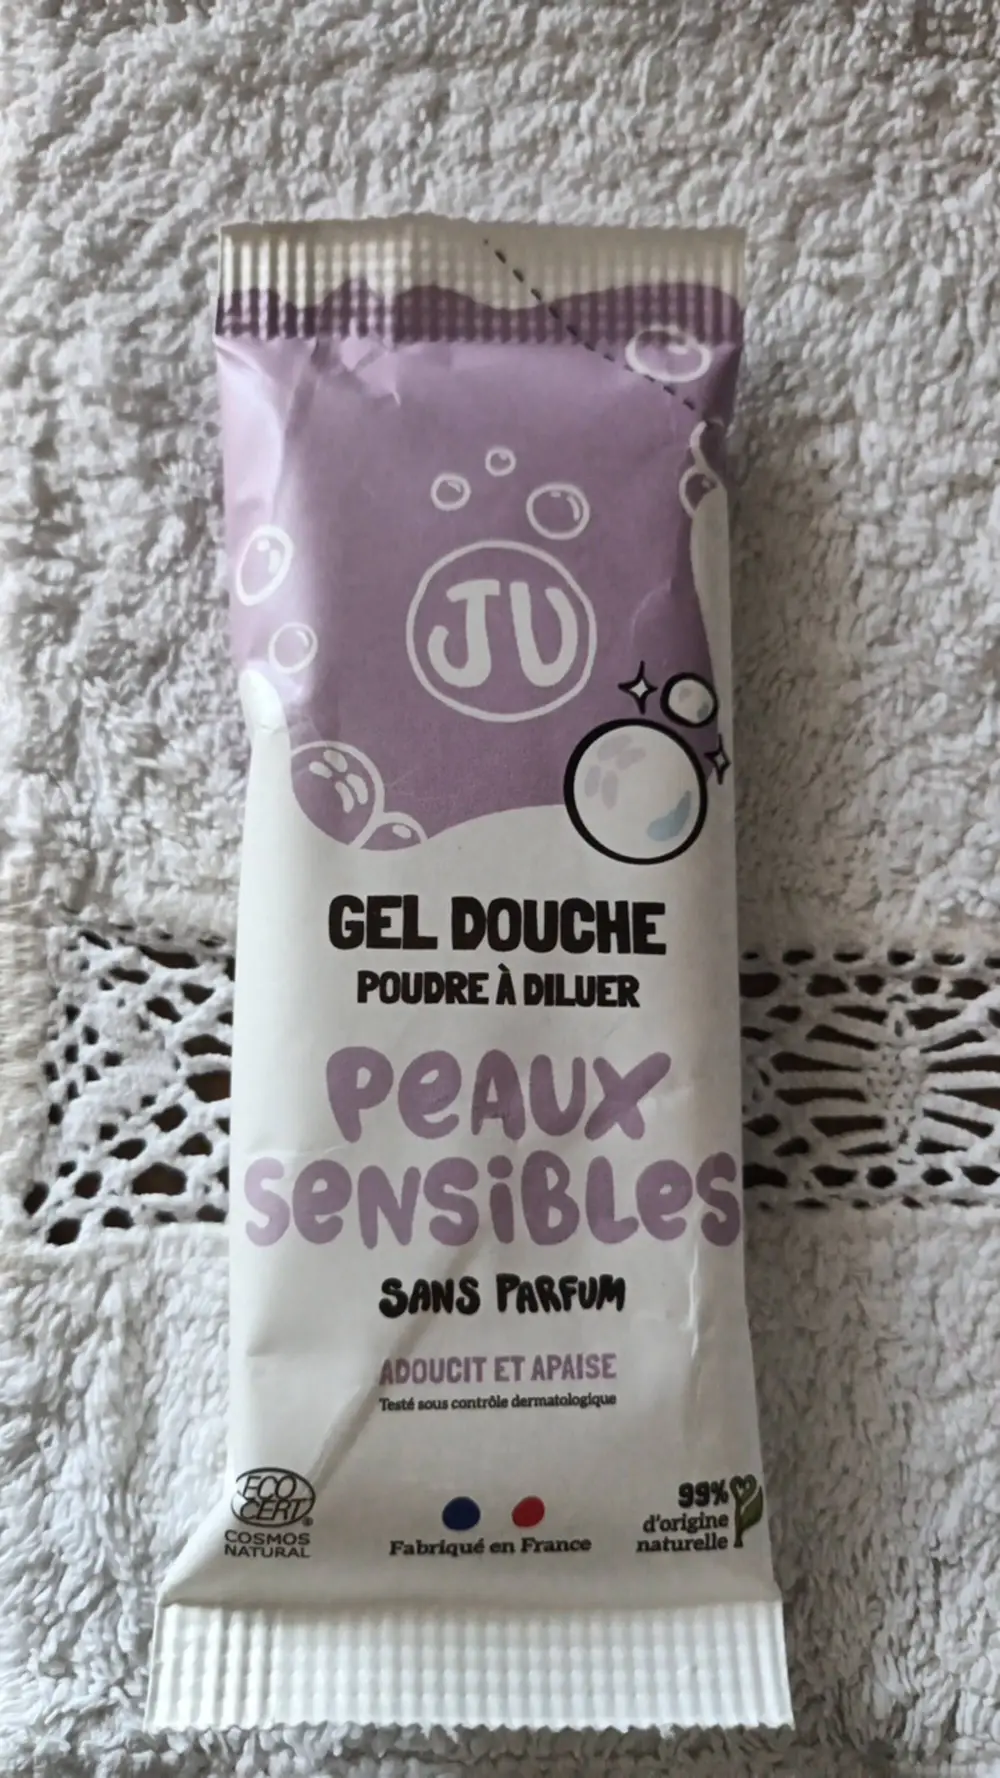 JU
GEL DOUCHE
POUDRE À DILUER
PeAUX
SeNSiBLeS
SANS PARFUM
ADOUCIT ET APAISE
Testé sous contrôle dermatologique
ECO
CERT®
COSMOS
NATURAL
Fabriqué en France
99%
d'origine
naturelle